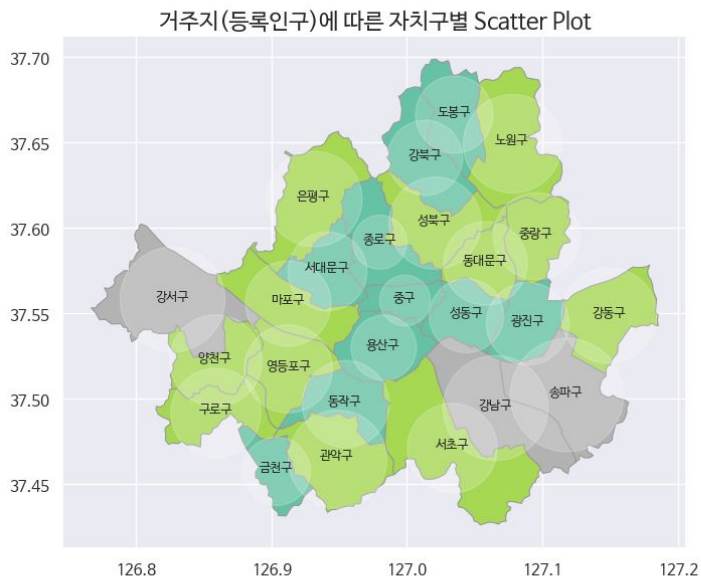 거주지(등록인구)에 따른 자치구별 Scatter Plot
37.70
37.65
37.60
37.55
37.50
37.45
도봉구
노원구
강북구
은평구
성북구
종로구
중랑구
동대문구
서대문구
강서구
마포구
중구
성동구
광진구
강동구
용산구
양천구
영등포구
송파구
동작구
강남구
구로구
서초구
관악구
금천구
126.8 126.9 127.0 127.1 127.2